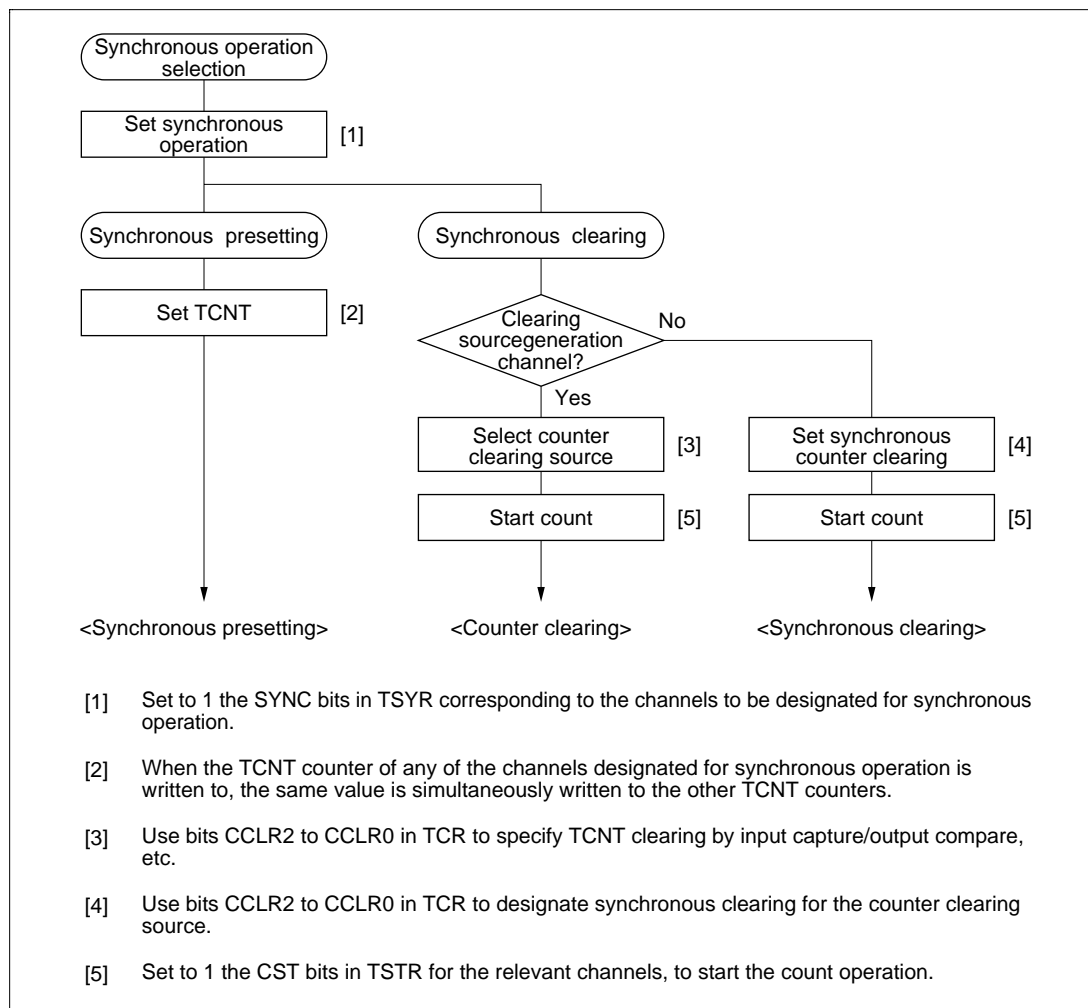 Synchronous operation
selection
Set synchronous
operation
[1]
Synchronous presetting
Synchronous clearing
Set TCNT
[2]
Clearing
sourcegeneration
channel?
No
Yes
Select counter
clearing source
[3]
Set synchronous
counter clearing
[4]
Start count
[5]
Start count
[5]
<Synchronous presetting>
<Counter clearing>
<Synchronous clearing>
[1] Set to 1 the SYNC bits in TSYR corresponding to the channels to be designated for synchronous
operation.
[2] When the TCNT counter of any of the channels designated for synchronous operation is
written to, the same value is simultaneously written to the other TCNT counters.
[3] Use bits CCLR2 to CCLR0 in TCR to specify TCNT clearing by input capture/output compare,
etc.
[4] Use bits CCLR2 to CCLR0 in TCR to designate synchronous clearing for the counter clearing
source.
[5] Set to 1 the CST bits in TSTR for the relevant channels, to start the count operation.